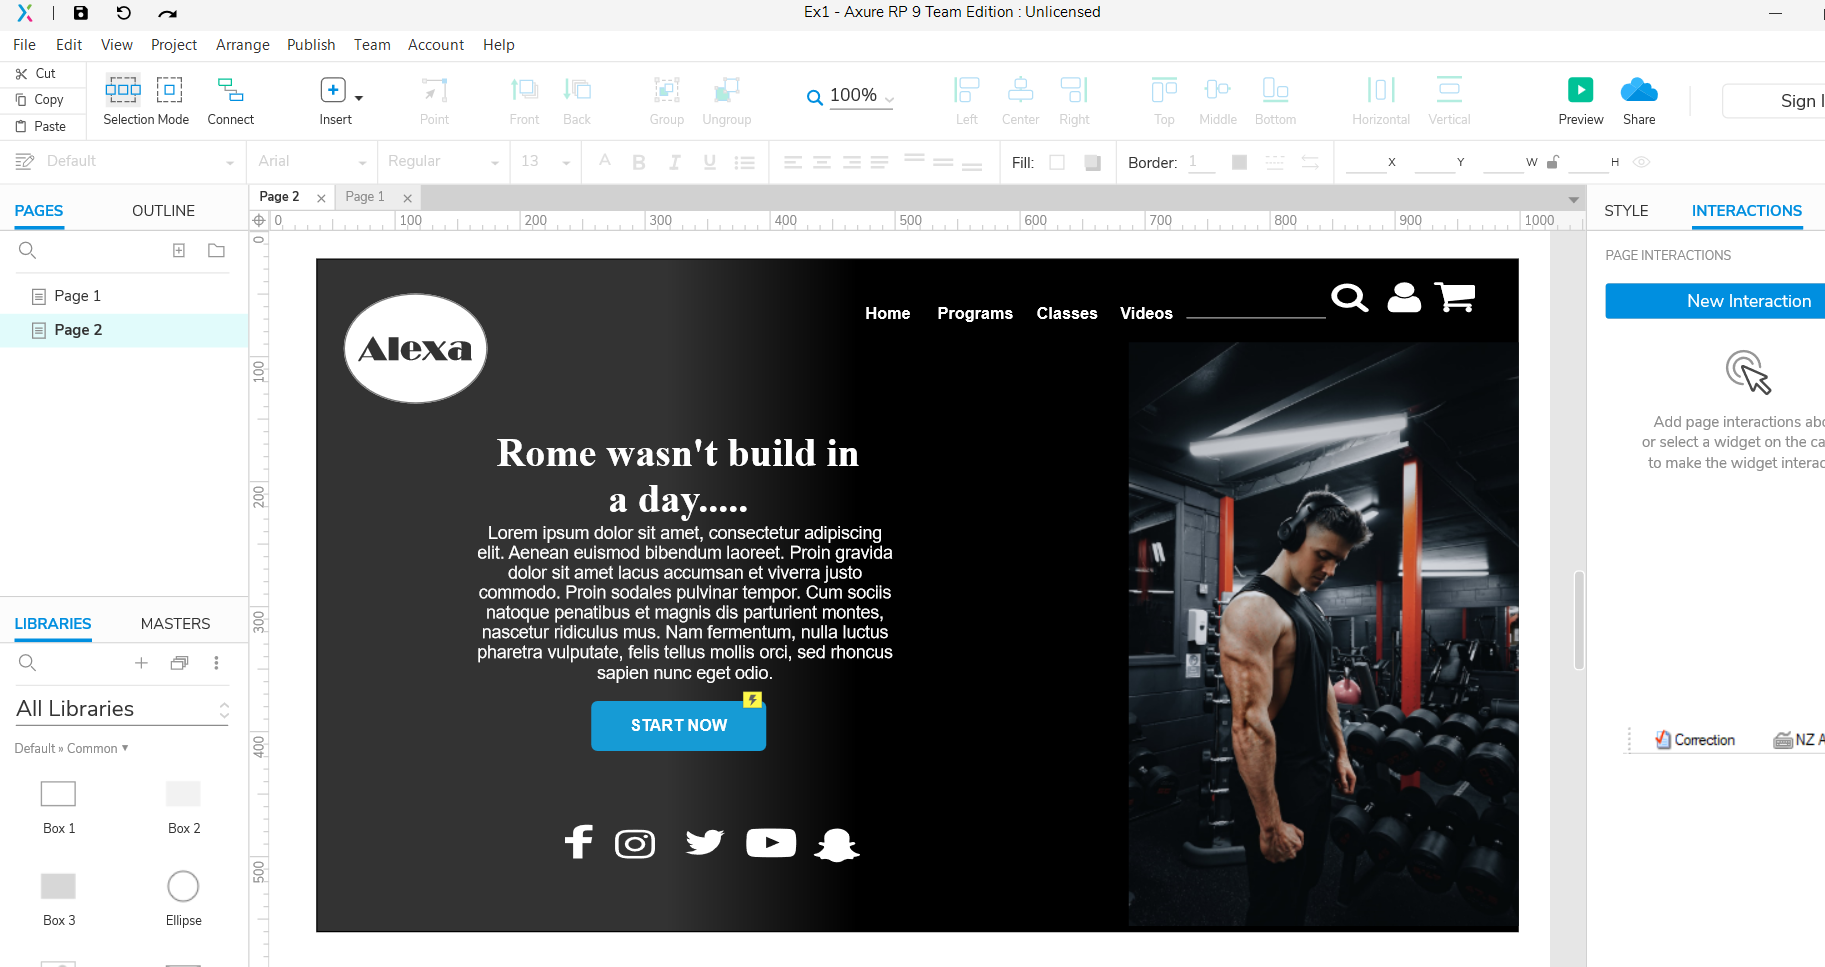 Ex1 - Axure RP 9 Team Edition : Unlicensed
File Edit View Project Arrange Publish Team Account Help
Cut
Copy
Paste
Selection Mode Connect Insert Point Front Back Group Ungroup 100% Left Center Right Top Middle Bottom Horizontal Vertical Preview Share Sign
Default Arial Regular 13 Fill: Border: 1 X Y W H
PAGES OUTLINE
Page 2 Page 1
STYLE INTERACTIONS
0 100 200 300 400 500 600 700 800 900 1000
0
100
200
300
400
500
Page 1
Page 2
LIBRARIES MASTERS
All Libraries
Default » Common
Box 1 Box 2
Box 3 Ellipse
Alexa
Home Programs Classes Videos
Rome wasn't build in
a day.....
Lorem ipsum dolor sit amet, consectetur adipiscing
elit. Aenean euismod bibendum laoreet. Proin gravida
dolor sit amet lacus accumsan et viverra justo
commodo. Proin sodales pulvinar tempor. Cum sociis
natoque penatibus et magnis dis parturient montes,
nascetur ridiculus mus. Nam fermentum, nulla luctus
pharetra vulputate, felis tellus mollis orci, sed rhoncus
sapien nunc eget odio.
START NOW
PAGE INTERACTIONS
New Interaction
Add page interactions abo
or select a widget on the ca
to make the widget interac
Correction NZ A